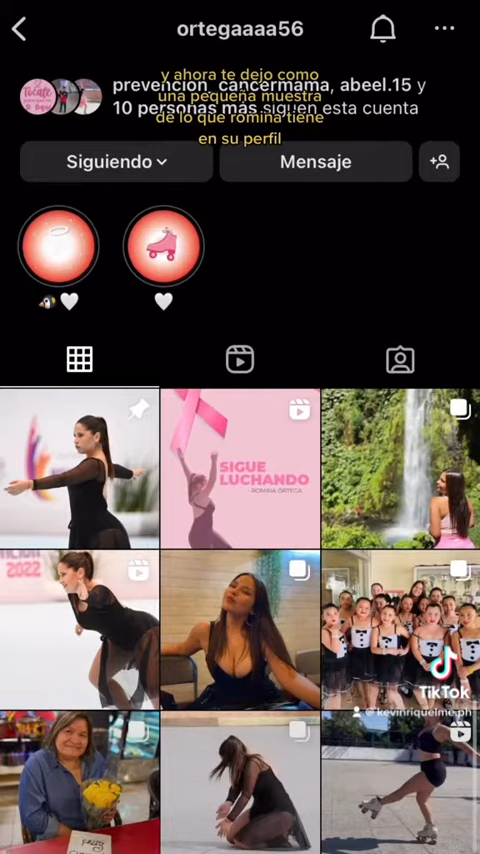 ortegaaaa56
prevención_cancermama, abeel.15 y
10 personas más siguen esta cuenta
y ahora te dejo como
una pequeña muestra
de lo que romina tiene
en su perfil
Siguiendo
Mensaje
SIGUE
LUCHANDO
- ROMINA ORTEGA
2022
TikTok
@kevinriquelme.ph